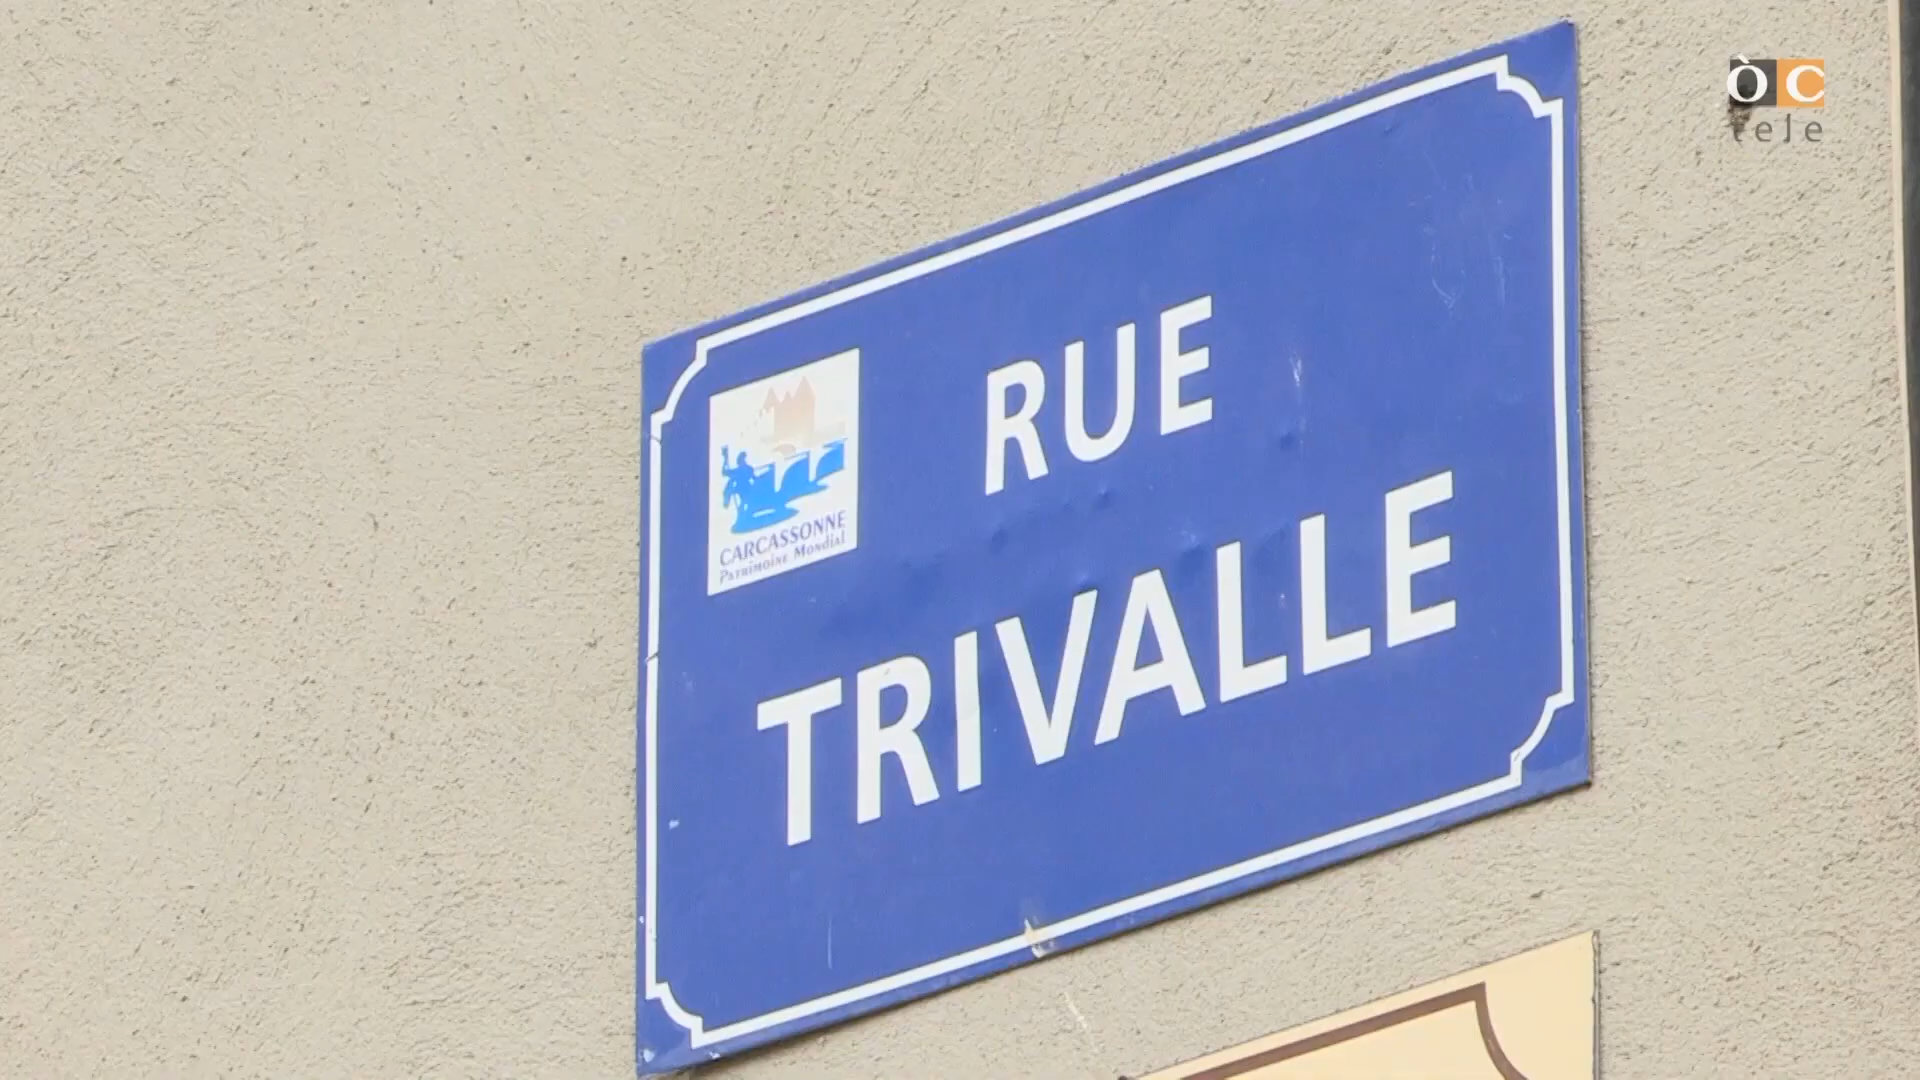 ÒC
tele
RUE
TRIVALLE
CARCASSONNE
PATRIMOINE MONDIAL